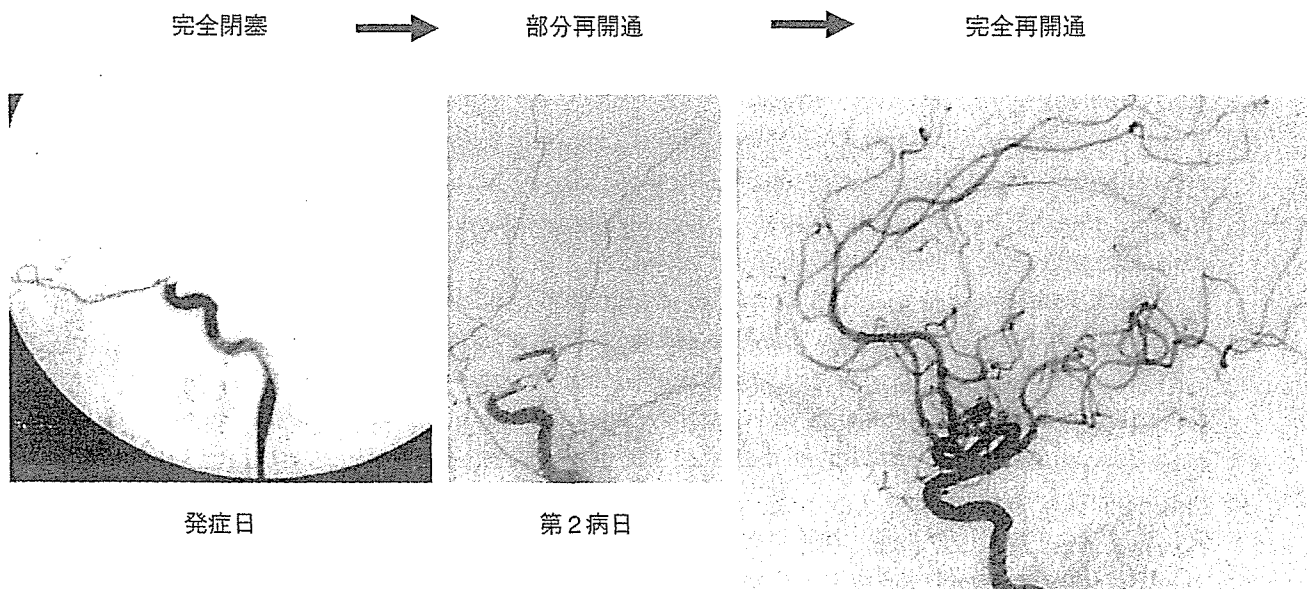 完全閉塞
部分再開通
完全再開通
発症日
第2病日